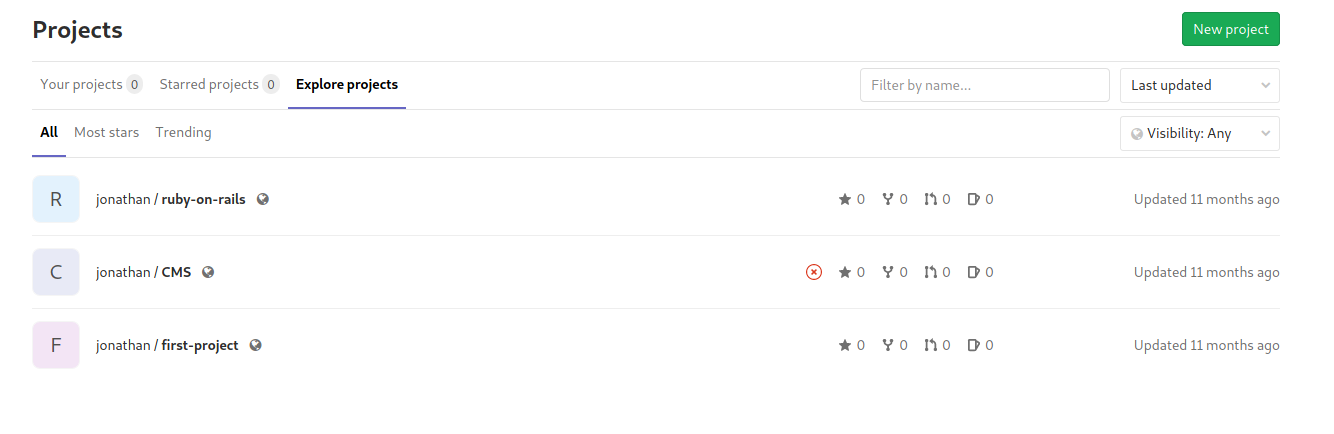 Projects New project
Your projects 0 Starred projects 0 Explore projects Filter by name... Last updated
All Most stars Trending Visibility: Any
R jonathan / ruby-on-rails 0 0 0 0 Updated 11 months ago
C jonathan / CMS 0 0 0 0 Updated 11 months ago
F jonathan / first-project 0 0 0 0 Updated 11 months ago